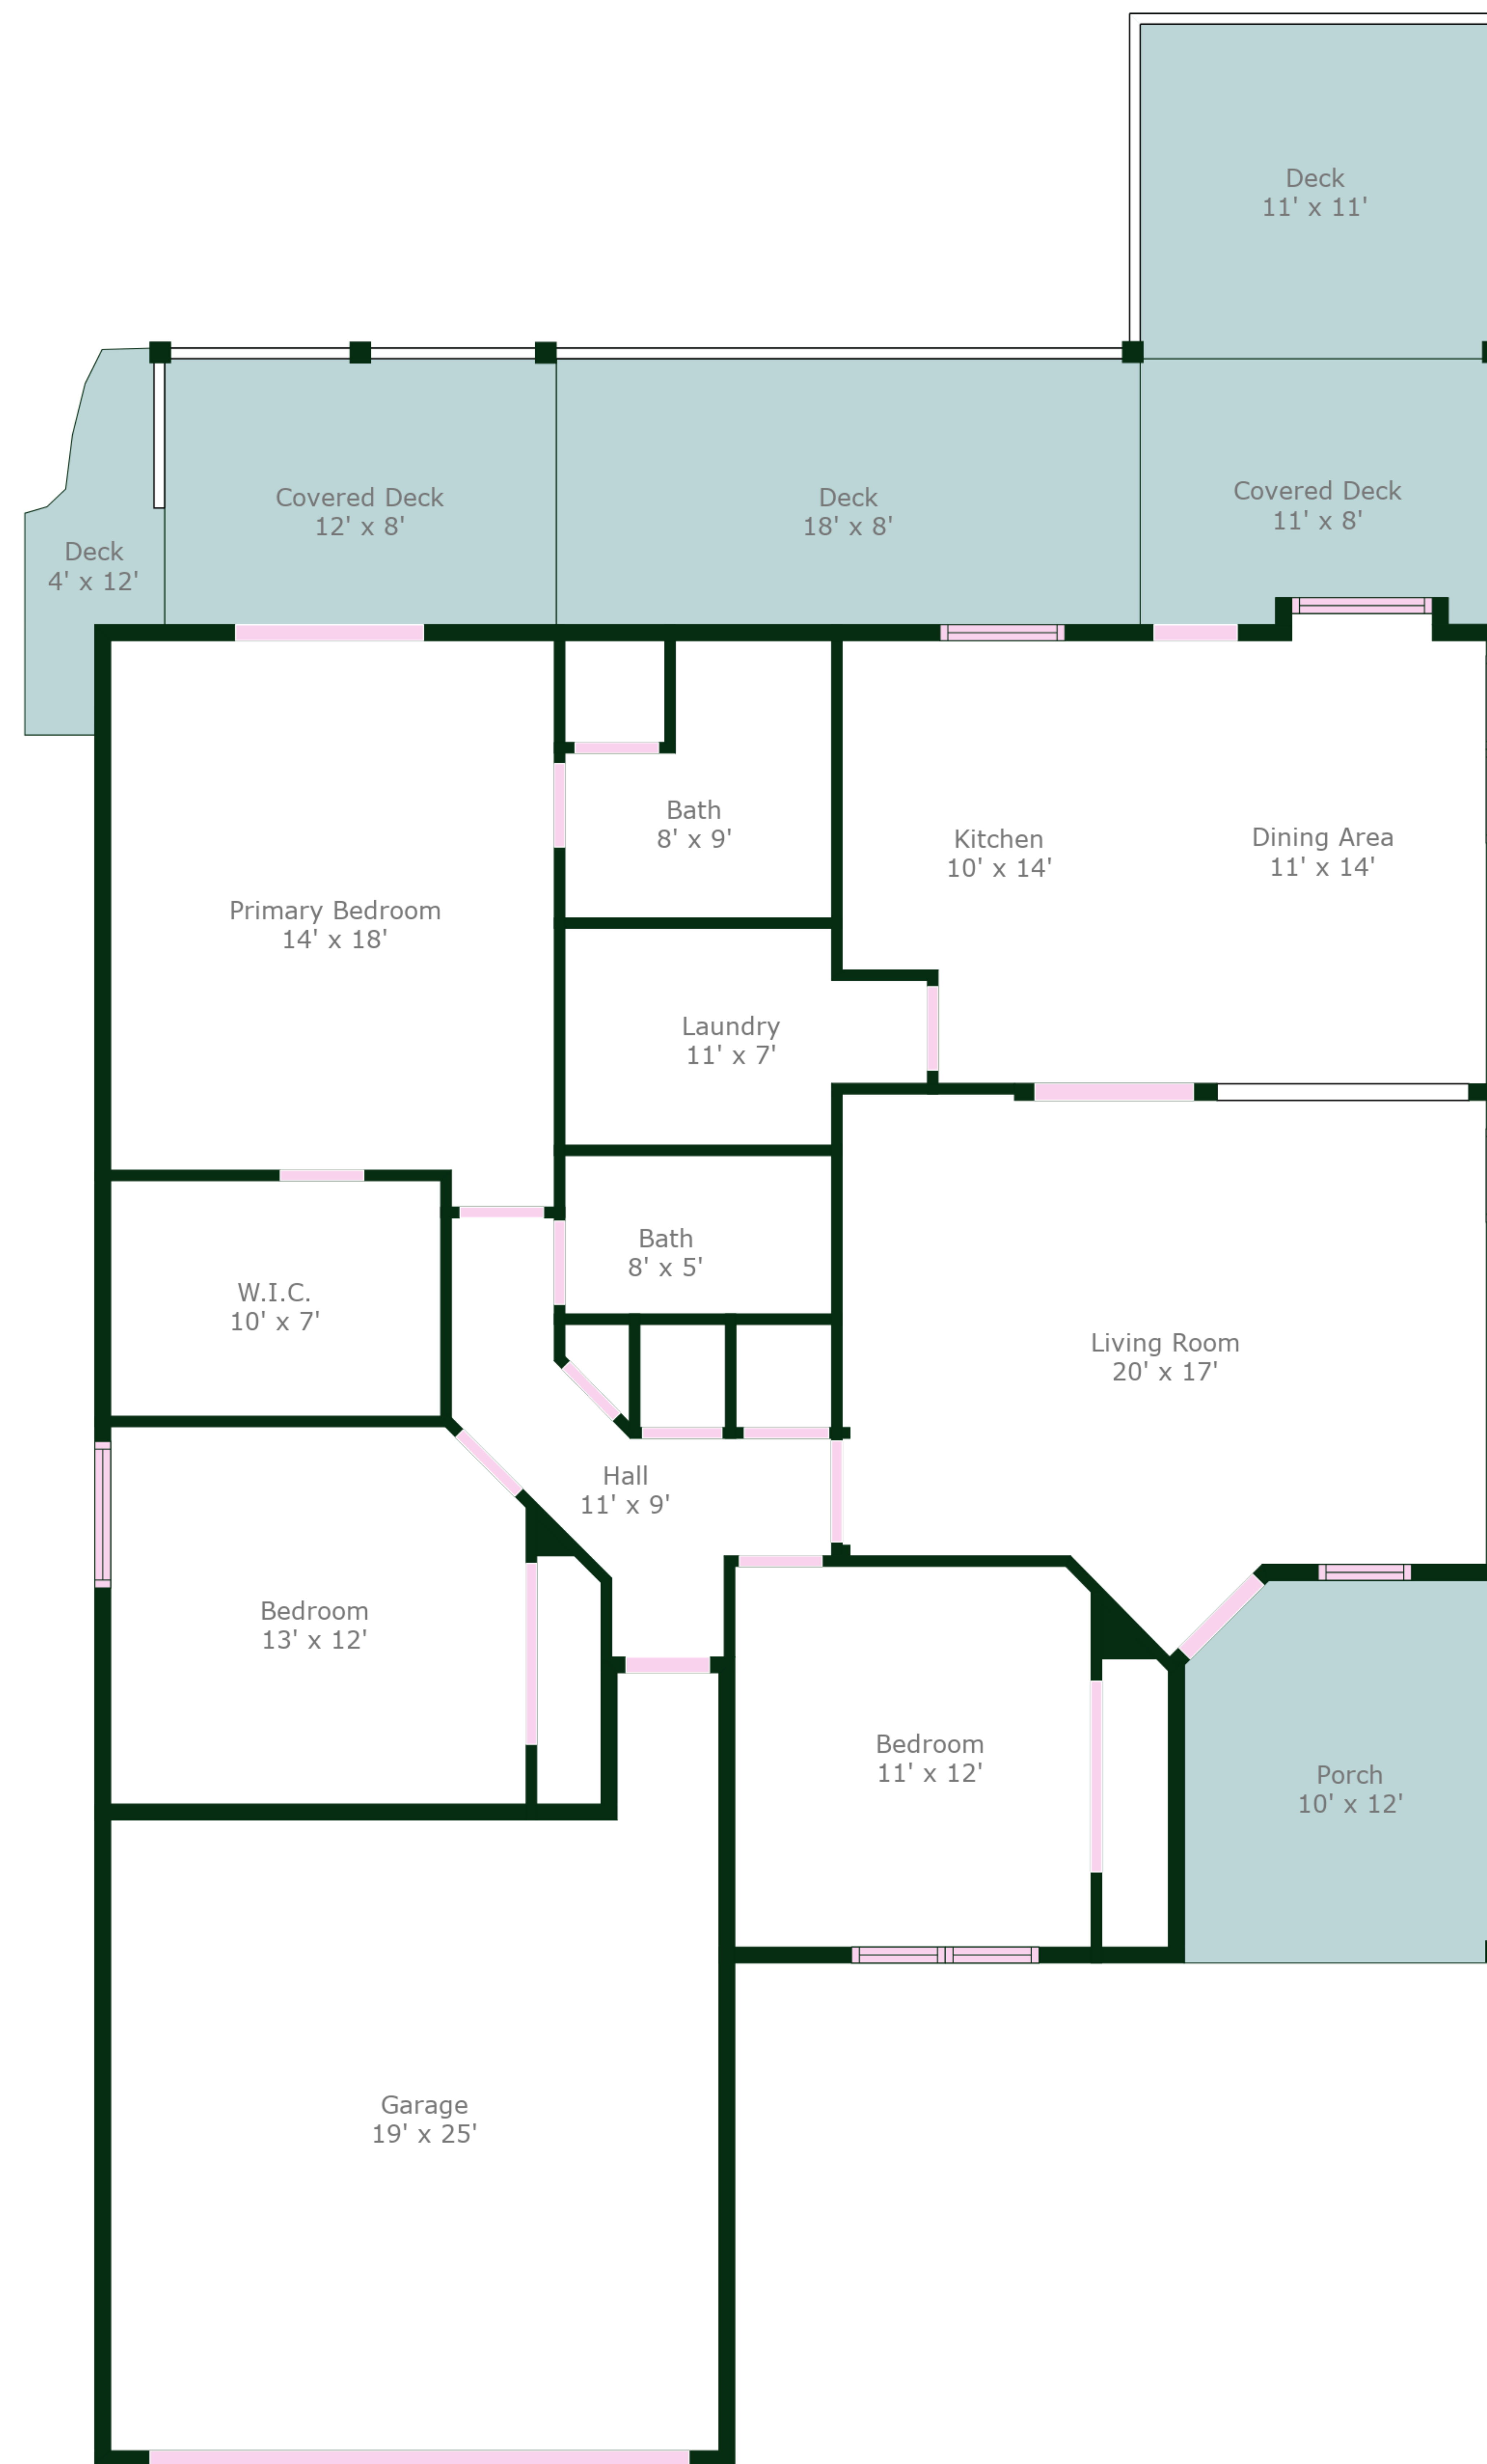 Deck
11' x 11'
Covered Deck
12' x 8'
Deck
18' x 8'
Covered Deck
11' x 8'
Deck
4' x 12'
Bath
8' x 9'
Kitchen
10' x 14'
Dining Area
11' x 14'
Primary Bedroom
14' x 18'
Laundry
11' x 7'
Bath
8' x 5'
W.I.C.
10' x 7'
Living Room
20' x 17'
Hall
11' x 9'
Bedroom
13' x 12'
Bedroom
11' x 12'
Porch
10' x 12'
Garage
19' x 25'